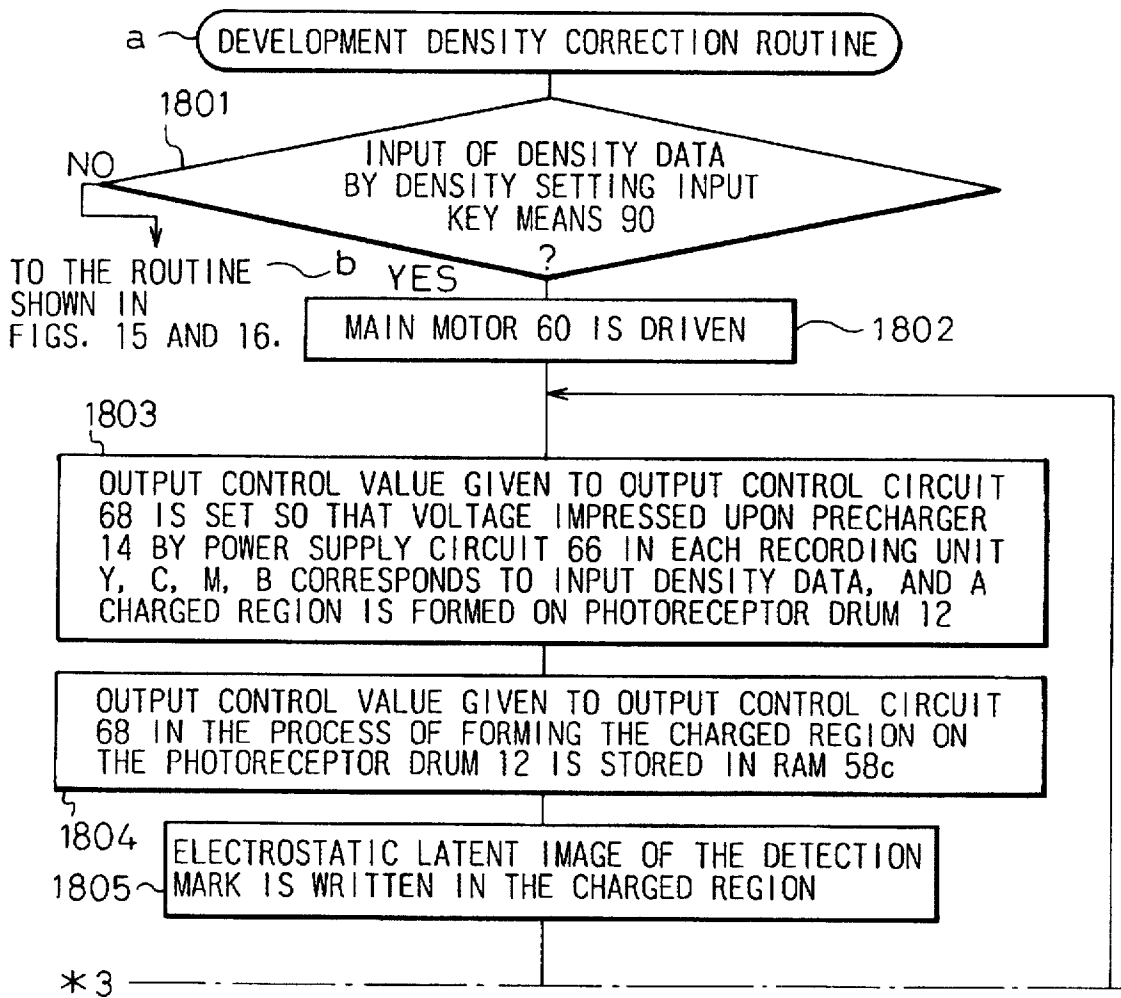 a DEVELOPMENT DENSITY CORRECTION ROUTINE
1801
NO
INPUT OF DENSITY DATA
BY DENSITY SETTING INPUT
KEY MEANS 90
?
TO THE ROUTINE b
SHOWN IN
FIGS. 15 AND 16.
YES
MAIN MOTOR 60 IS DRIVEN 1802
1803
OUTPUT CONTROL VALUE GIVEN TO OUTPUT CONTROL CIRCUIT
68 IS SET SO THAT VOLTAGE IMPRESSED UPON PRECHARGER
14 BY POWER SUPPLY CIRCUIT 66 IN EACH RECORDING UNIT
Y, C, M, B CORRESPONDS TO INPUT DENSITY DATA, AND A
CHARGED REGION IS FORMED ON PHOTORECEPTOR DRUM 12
OUTPUT CONTROL VALUE GIVEN TO OUTPUT CONTROL CIRCUIT
68 IN THE PROCESS OF FORMING THE CHARGED REGION ON
THE PHOTORECEPTOR DRUM 12 IS STORED IN RAM 58c
1804
ELECTROSTATIC LATENT IMAGE OF THE DETECTION
1805 MARK IS WRITTEN IN THE CHARGED REGION
*3